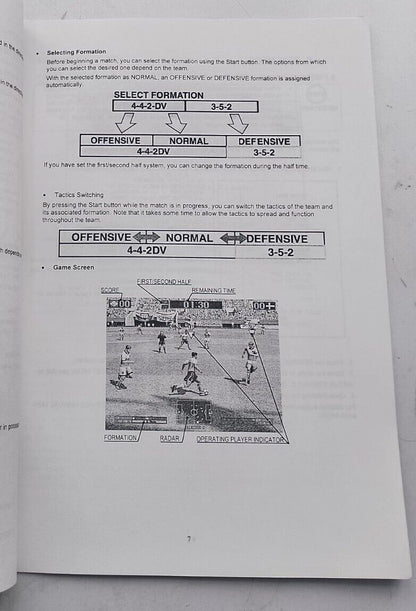 • Selecting Formation
Before beginning a match, you can select the formation using the Start button. The options from which
you can select the desired one depend on the team.
With the selected formation as NORMAL, an OFFENSIVE or DEFENSIVE formation is assigned
automatically.
SELECT FORMATION
4-4-2-DV 3-5-2
OFFENSIVE NORMAL DEFENSIVE
4-4-2DV 3-5-2
If you have set the first/second half system, you can change the formation during the half time.
• Tactics Switching
By pressing the Start button while the match is in progress, you can switch the tactics of the team and
its associated formation. Note that it takes some time to allow the tactics to spread and function
throughout the team.
OFFENSIVE NORMAL DEFENSIVE
4-4-2DV 3-5-2
• Game Screen
FIRST/SECOND HALF
SCORE REMAINING TIME
00 01:30 00
FORMATION RADAR OPERATING PLAYER INDICATOR
7